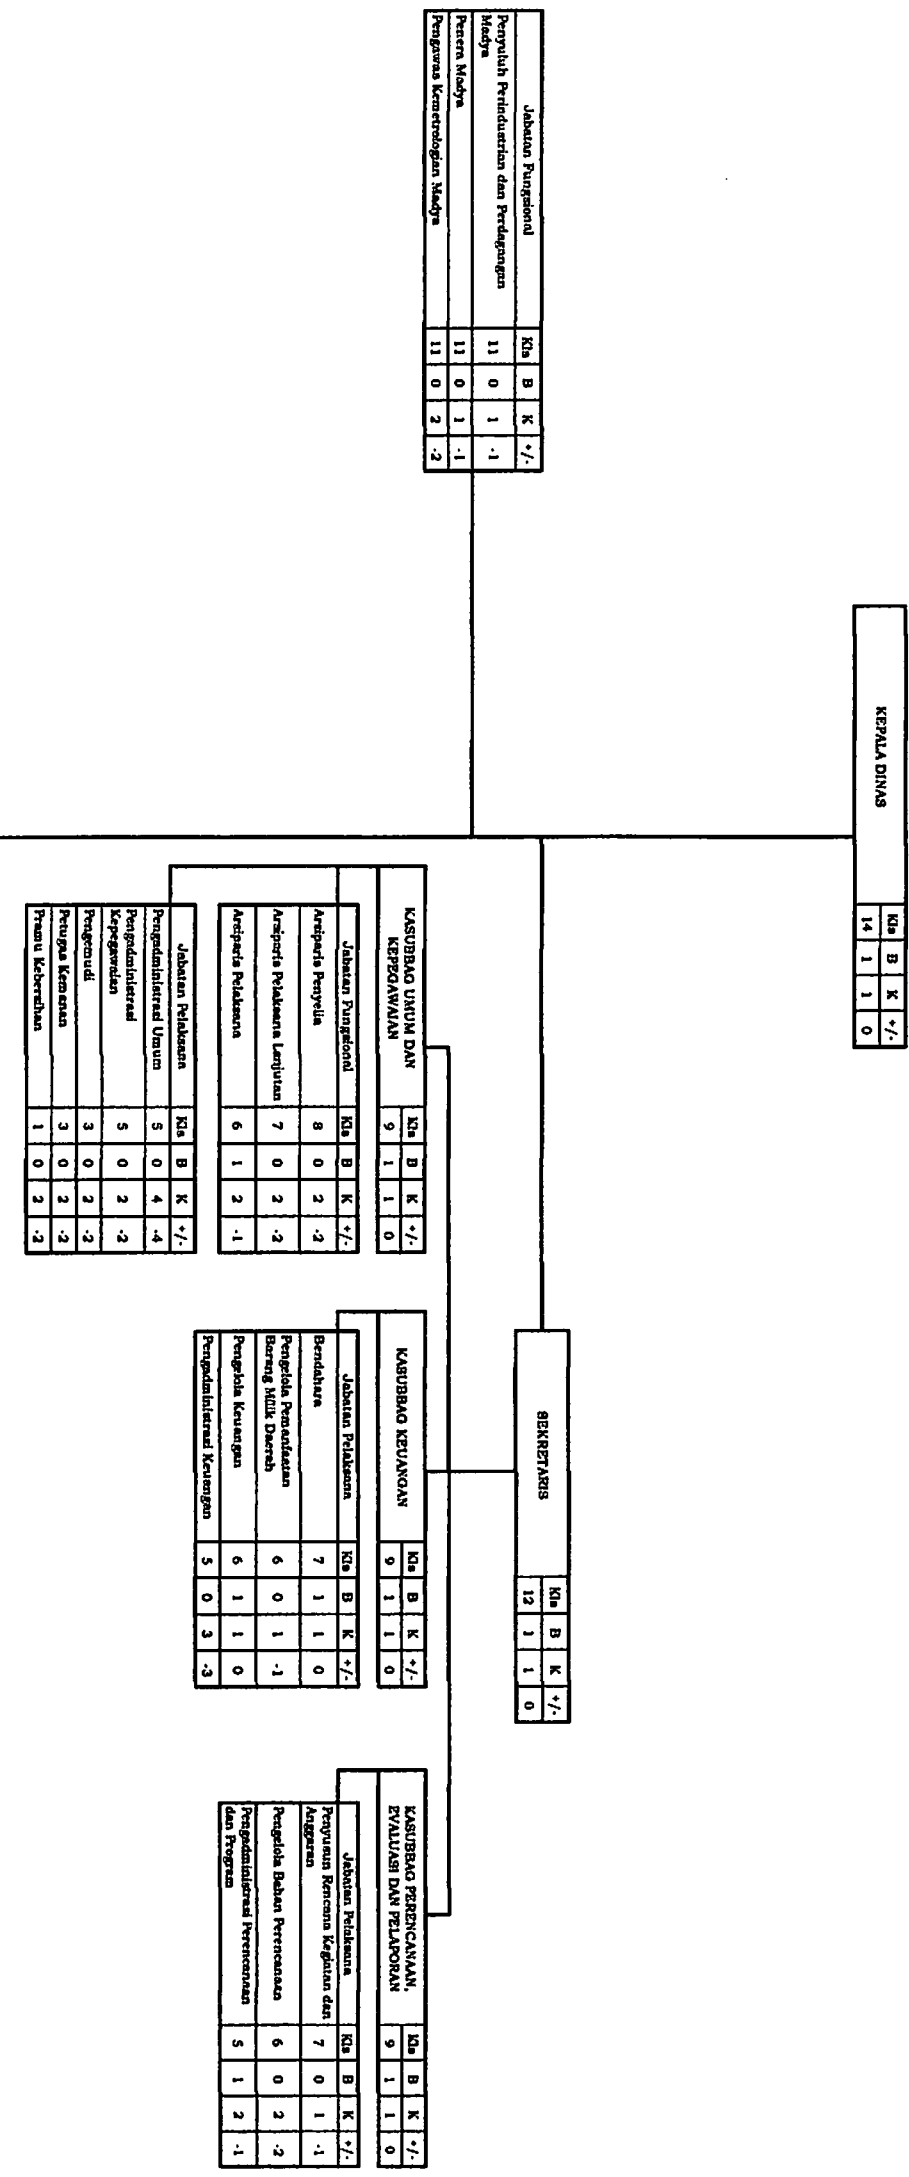 KEPALA DINAS
Kls B K +/-
14 1 1 0
SEKRETARIS
Kls B K +/-
12 1 1 0
Jabatan Fungsional Kls B K +/-
Penyuluh Perindustrian dan Perdagangan
Madya 11 0 1 -1
Penera Madya 11 0 1 -1
Pengawas Kemetrologian Madya 11 0 2 -2
KASUBBAG UMUM DAN
KEPEGAWAIAN
Kls B K +/-
9 1 1 0
Jabatan Fungsional Kls B K +/-
Arsiparis Penyelia 8 0 2 -2
Arsiparis Pelaksana Lanjutan 7 0 2 -2
Arsiparis Pelaksana 6 1 2 -1
Jabatan Pelaksana Kls B K +/-
Pengadministrasi Umum 5 0 4 -4
Pengadministrasi
Kepegawaian 5 0 2 -2
Pengemudi 3 0 2 -2
Petugas Kemanan 3 0 2 -2
Pramu Kebersihan 1 0 2 -2
KASUBBAG KEUANGAN
Kls B K +/-
9 1 1 0
Jabatan Pelaksana Kls B K +/-
Bendahara 7 1 1 0
Pengelola Pemanfaatan
Barang Milik Daerah 6 0 1 -1
Pengelola Keuangan 6 1 1 0
Pengadministrasi Keuangan 5 0 3 -3
KASUBBAG PERENCANAAN,
EVALUASI DAN PELAPORAN
Kls B K +/-
9 1 1 0
Jabatan Pelaksana Kls B K +/-
Penyusun Rencana Kegiatan dan
Anggaran 7 0 1 -1
Pengelola Bahan Perencanaan 6 0 2 -2
Pengadministrasi Perencanaan
dan Program 5 1 2 -1